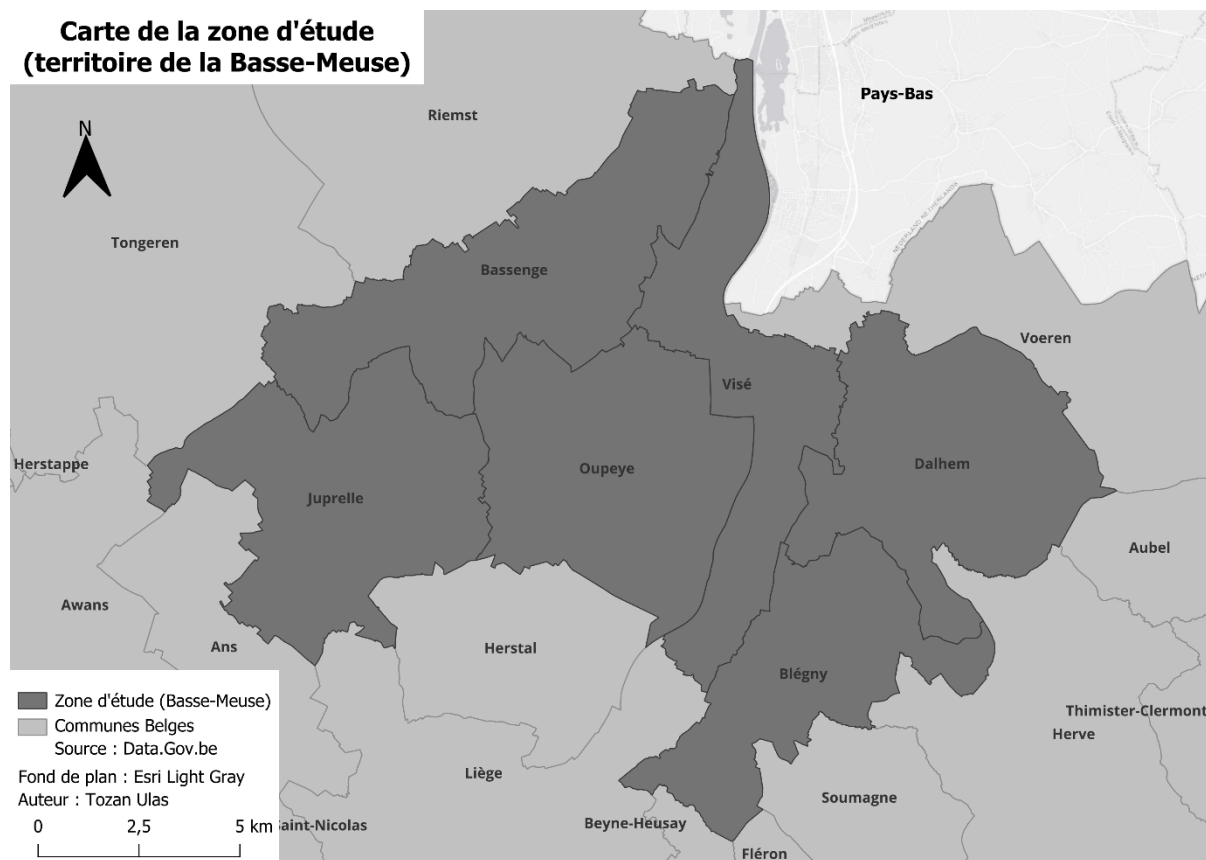 Carte de la zone d'étude
(territoire de la Basse-Meuse)
Riemst
Pays-Bas
N
NEDERLAND NETHERLANDS
Tongeren
Bassenge
Voeren
Visé
Herstappe
Oupeye
Dalhem
Juprelle
Aubel
Awans
Ans
Herstal
Blégny
Thimister-Clermont
Herve
Liège
Soumagne
Saint-Nicolas
Beyne-Heusay
Fléron
Zone d'étude (Basse-Meuse)
Communes Belges
Source : Data.Gov.be
Fond de plan : Esri Light Gray
Auteur : Tozan Ulas
0 2,5 5 km